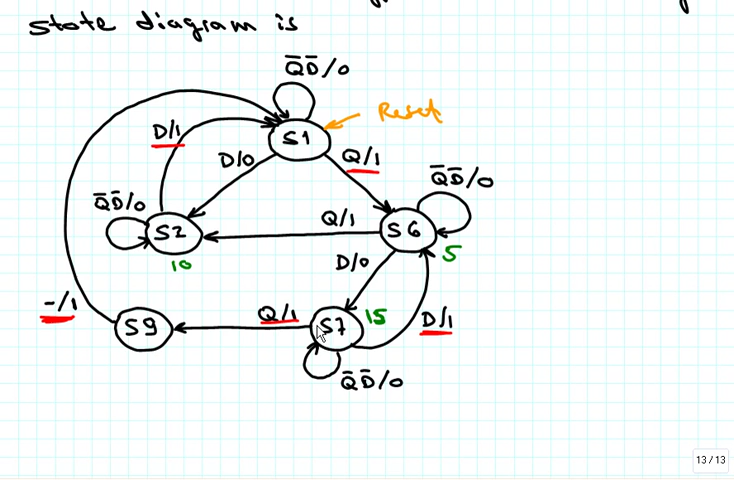 state diagram is
Q̄D̄/0
Reset
D/1
S1
D/0
Q/1
Q̄D̄/0
Q̄D̄/0
S2
Q/1
S6
10
D/0
5
-/1
S9
Q/1
S7
15
D/1
Q̄D̄/0
13/13